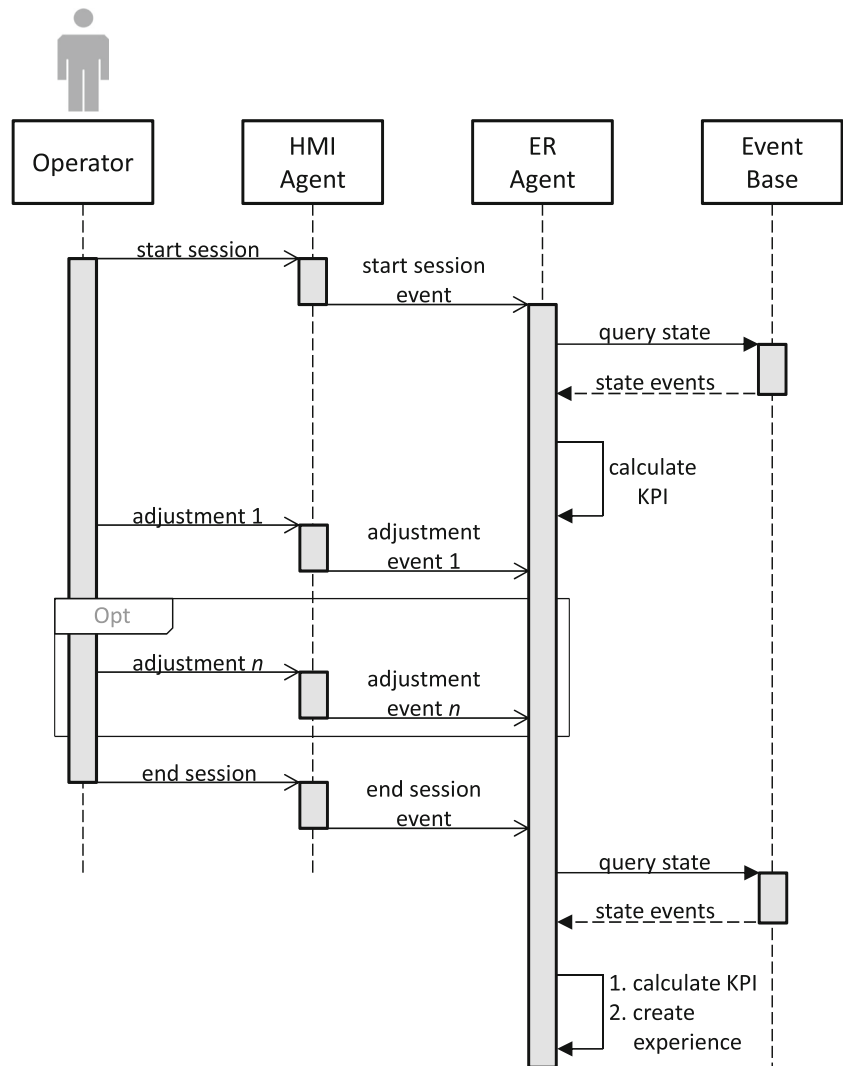 Operator
HMI
Agent
ER
Agent
Event
Base
start session
start session
event
query state
state events
calculate
KPI
adjustment 1
adjustment
event 1
Opt
adjustment n
adjustment
event n
end session
end session
event
query state
state events
1. calculate KPI
2. create
experience